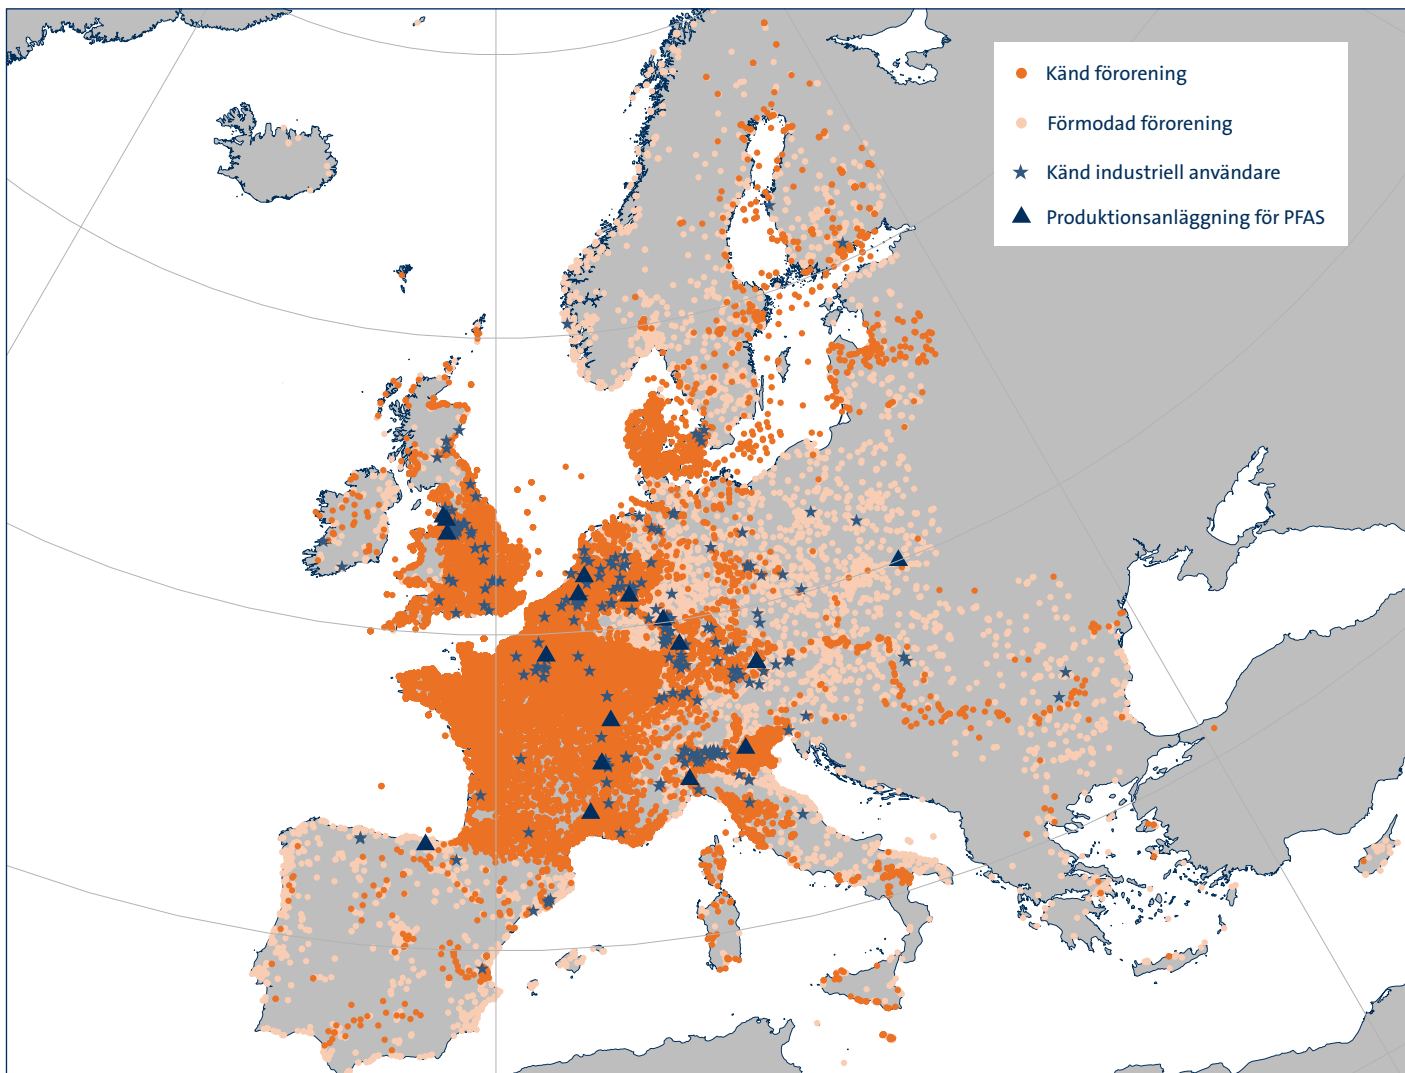 Känd förorening
Förmodad förorening
Känd industriell användare
Produktionsanläggning för PFAS